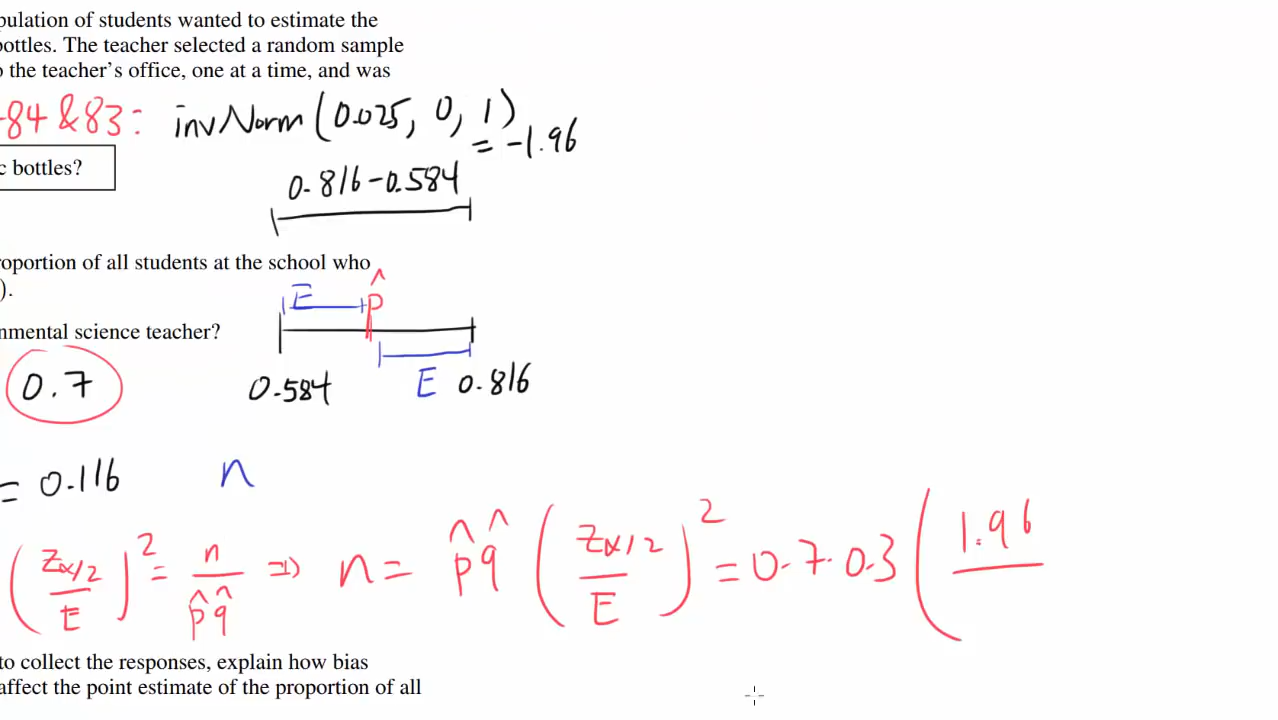 pulation of students wanted to estimate the
bottles. The teacher selected a random sample
o the teacher's office, one at a time, and was
-84 &83: invNorm(0.025, 0, 1)
= -1.96
c bottles?
0.816-0.584
roportion of all students at the school who
).
E p̂
nmental science teacher?
0.7
0.584 E 0.816
= 0.116 n
(Zα/2 / E)² = n / p̂q̂ => n = p̂q̂ (Zα/2 / E)² = 0.7·0.3 (1.96
to collect the responses, explain how bias
affect the point estimate of the proportion of all